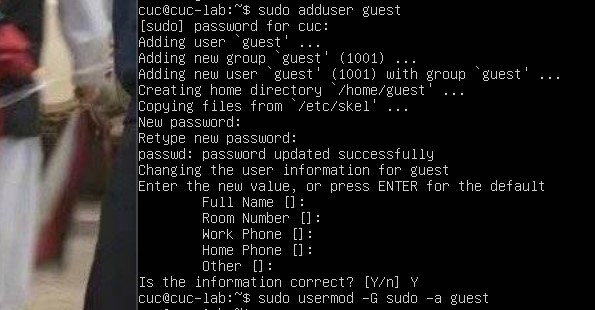 cuc@cuc-lab:~$ sudo adduser guest
[sudo] password for cuc:
Adding user `guest' ...
Adding new group `guest' (1001) ...
Adding new user `guest' (1001) with group `guest' ...
Creating home directory `/home/guest' ...
Copying files from `/etc/skel' ...
New password:
Retype new password:
passwd: password updated successfully
Changing the user information for guest
Enter the new value, or press ENTER for the default
Full Name []:
Room Number []:
Work Phone []:
Home Phone []:
Other []:
Is the information correct? [Y/n] Y
cuc@cuc-lab:~$ sudo usermod -G sudo -a guest